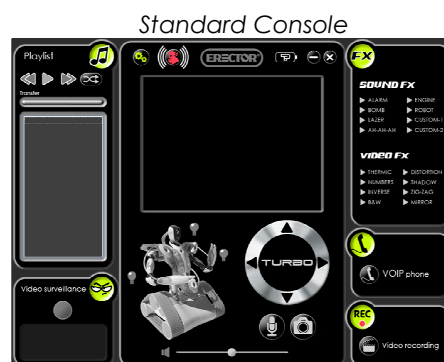 Standard Console
Playlist
Transfer
ERECTOR
FX
SOUND FX
ALARM
BOMB
LAZER
AH-AH-AH
ENGINE
ROBOT
CUSTOM-1
CUSTOM-2
VIDEO FX
THERMIC
NUMBERS
INVERSE
B&W
DISTORTION
SHADOW
ZIG-ZAG
MIRROR
TURBO
VOIP phone
Video surveillance
REC
Video recording